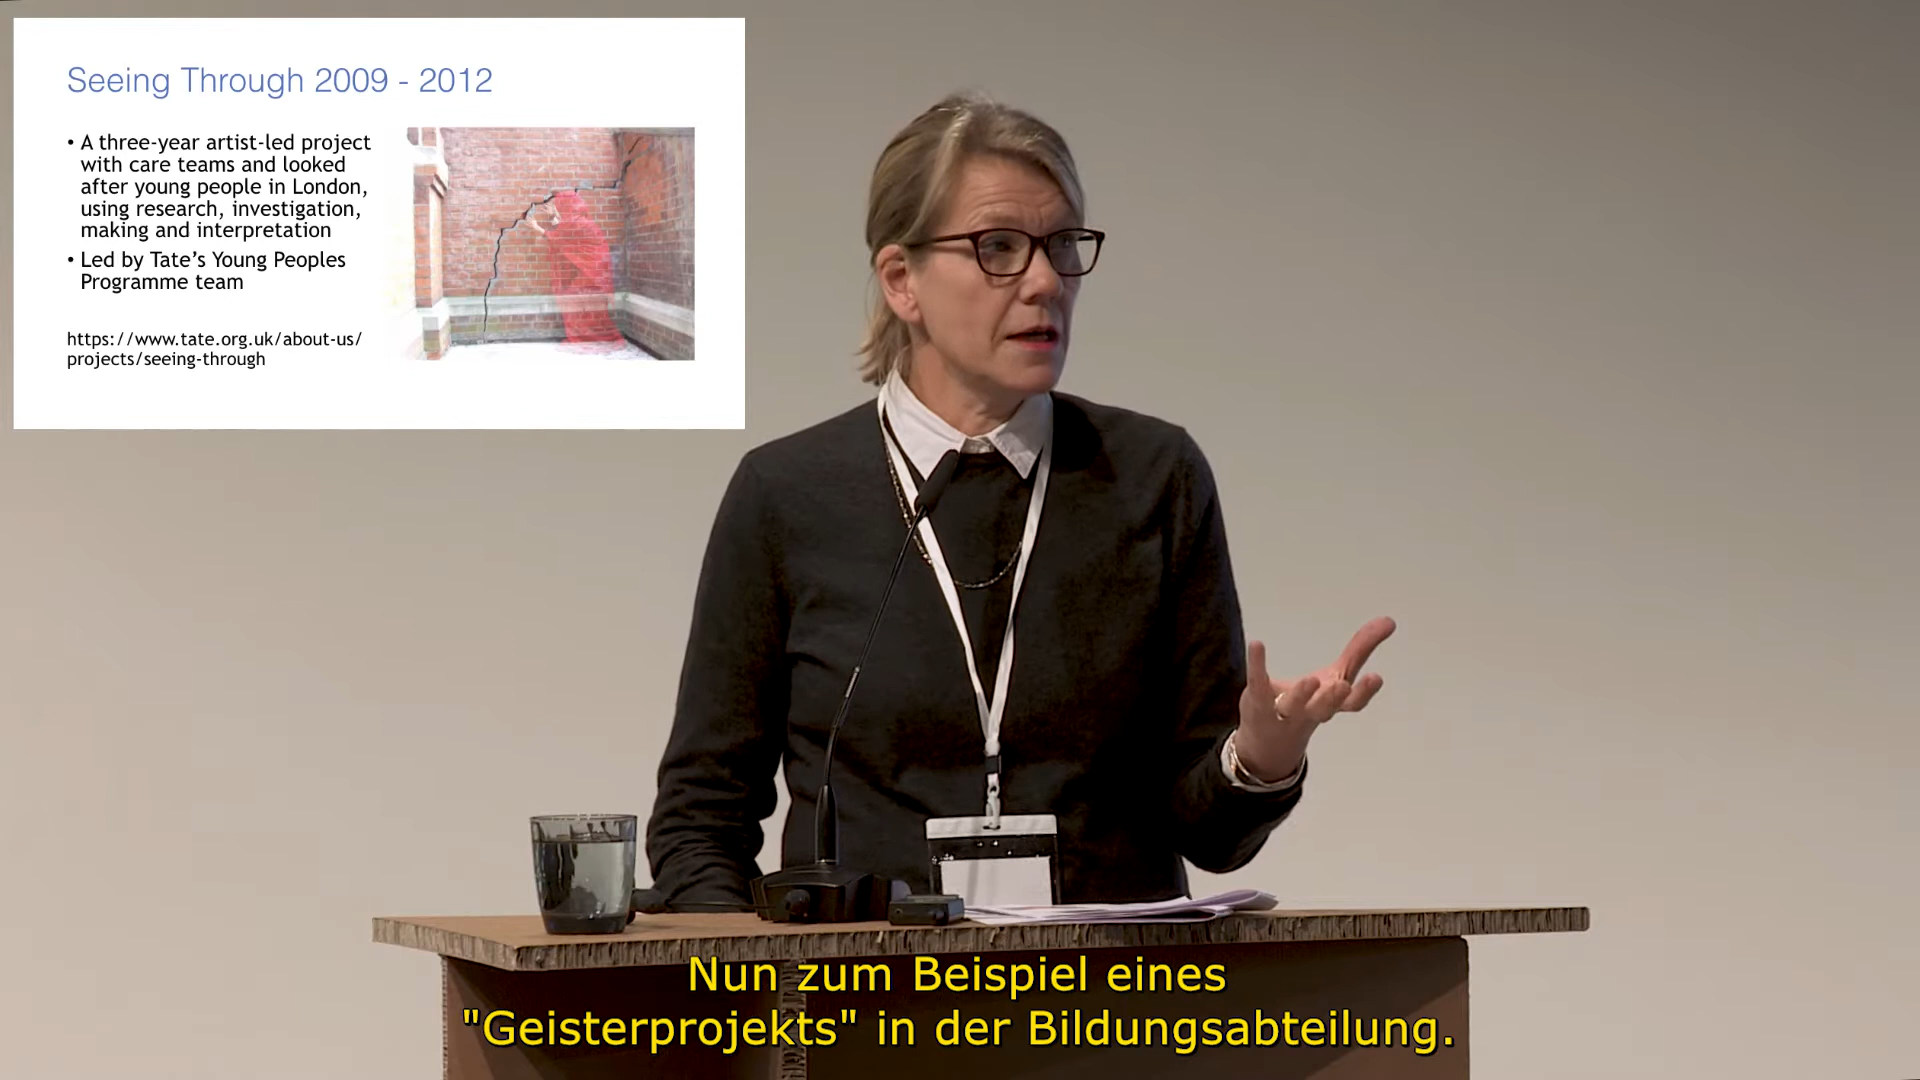 Seeing Through 2009 - 2012
• A three-year artist-led project
with care teams and looked
after young people in London,
using research, investigation,
making and interpretation
• Led by Tate's Young Peoples
Programme team
https://www.tate.org.uk/about-us/
projects/seeing-through
Nun zum Beispiel eines
"Geisterprojekts" in der Bildungsabteilung.